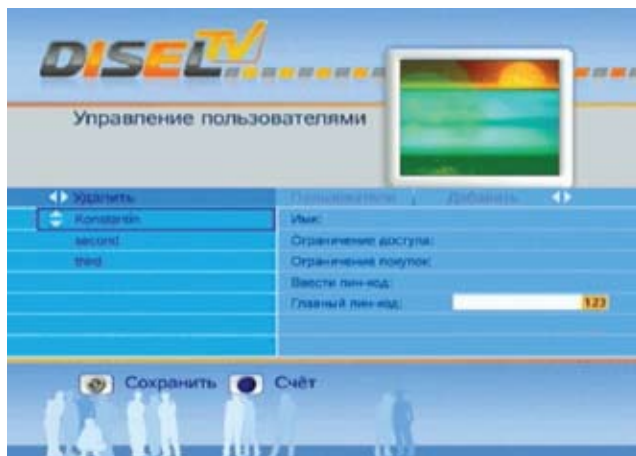 DISEL TV
Управление пользователями
Удалить
Пользователи Добавить
Konstantin
second
third
Имя:
Ограничение доступа:
Ограничение покупок:
Ввести пин-код:
Главный пин-код: 123
Сохранить Счёт